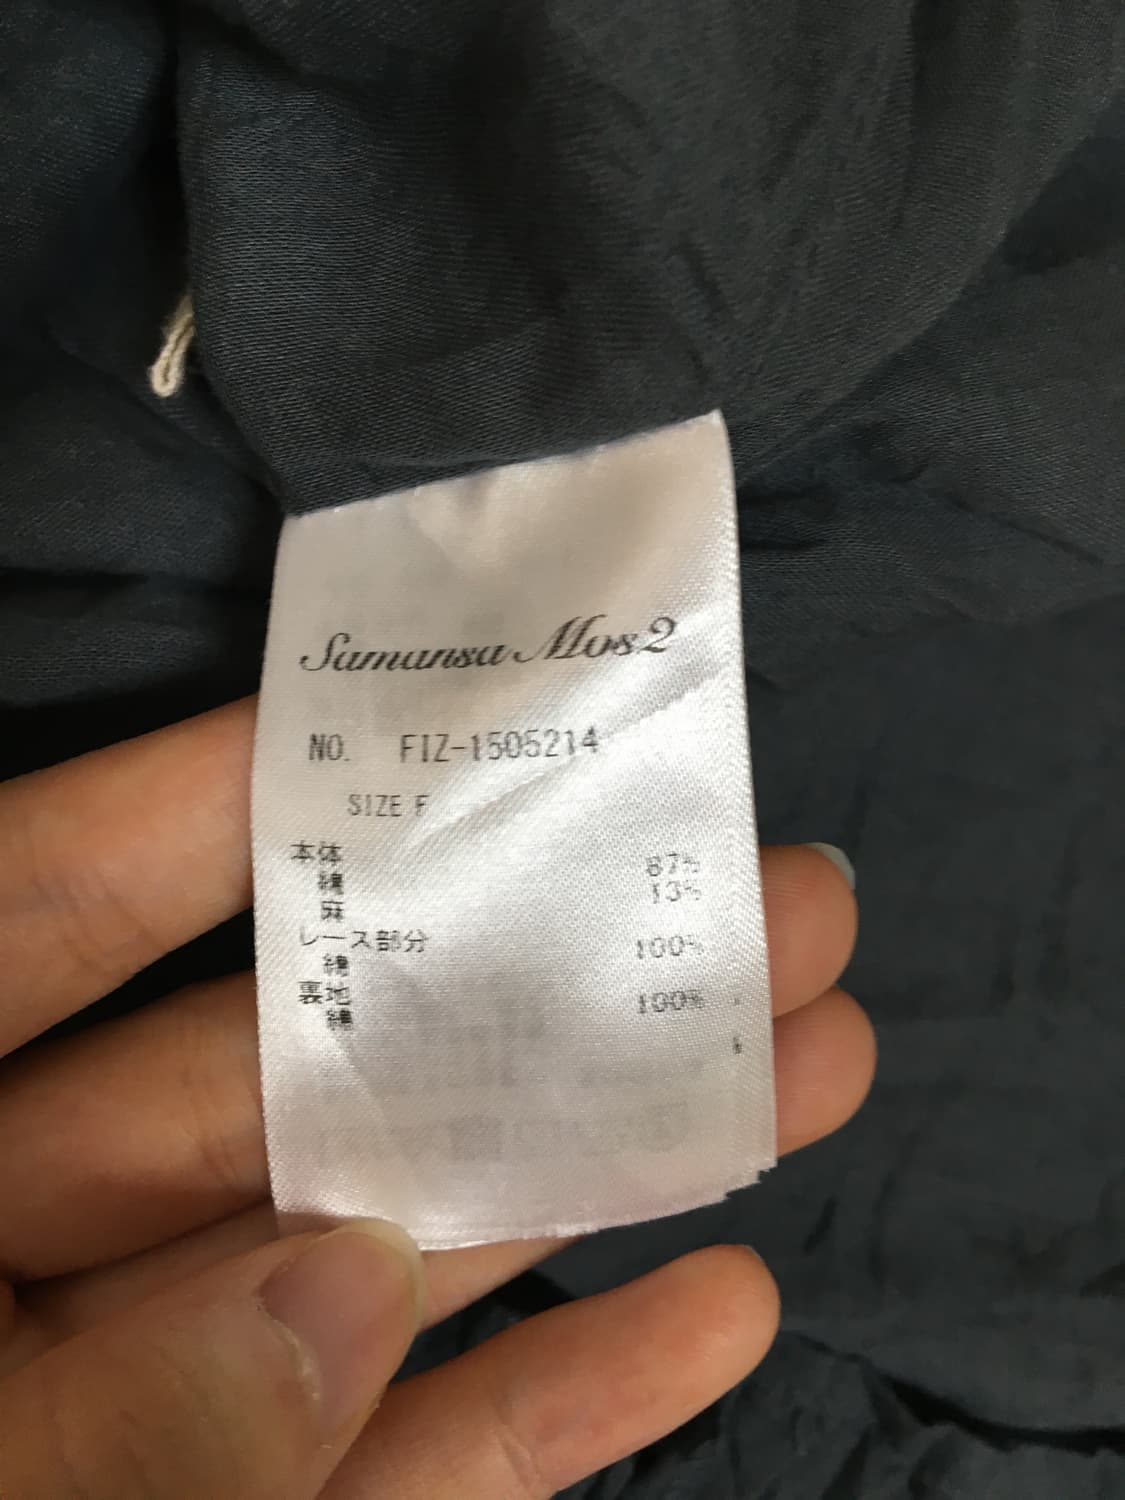 Samansa Mos2
NO. FIZ-1505214
SIZE F
本体
綿 87%
麻 13%
レース部分
綿 100%
裏地
綿 100%